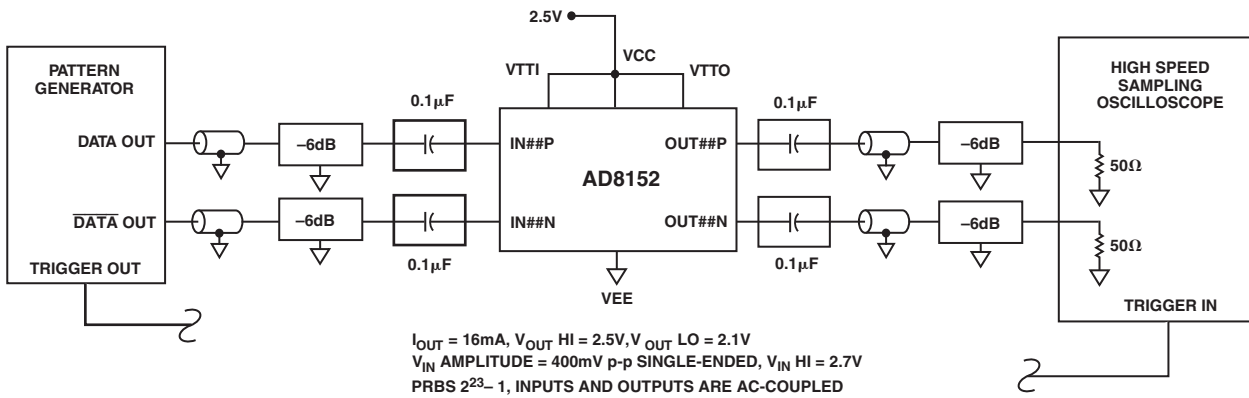 2.5V
VCC
VTTI
VTTO
PATTERN
GENERATOR
HIGH SPEED
SAMPLING
OSCILLOSCOPE
0.1µF
0.1µF
DATA OUT
–6dB
IN##P
OUT##P
–6dB
50Ω
AD8152
DATA OUT
–6dB
IN##N
OUT##N
–6dB
50Ω
TRIGGER OUT
0.1µF
0.1µF
VEE
TRIGGER IN
IOUT = 16mA, VOUT HI = 2.5V,V OUT LO = 2.1V
VIN AMPLITUDE = 400mV p-p SINGLE-ENDED, VIN HI = 2.7V
PRBS 2²³– 1, INPUTS AND OUTPUTS ARE AC-COUPLED